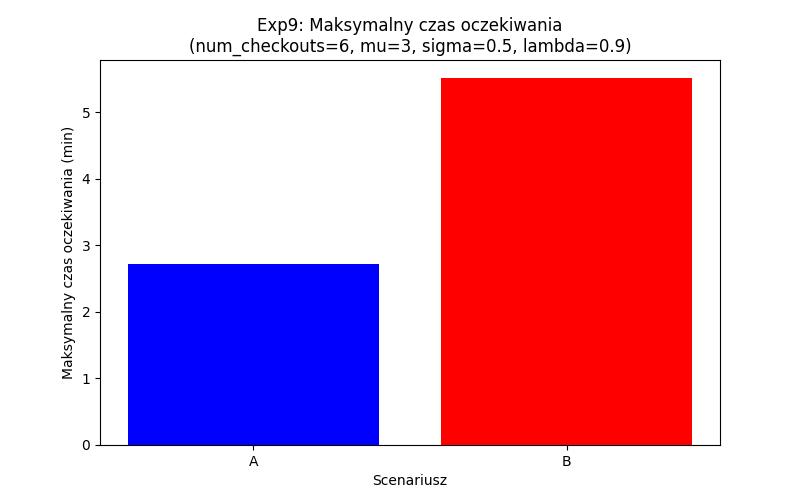 Exp9: Maksymalny czas oczekiwania
(num_checkouts=6, mu=3, sigma=0.5, lambda=0.9)
Maksymalny czas oczekiwania (min)
5
4
3
2
1
0
A
B
Scenariusz